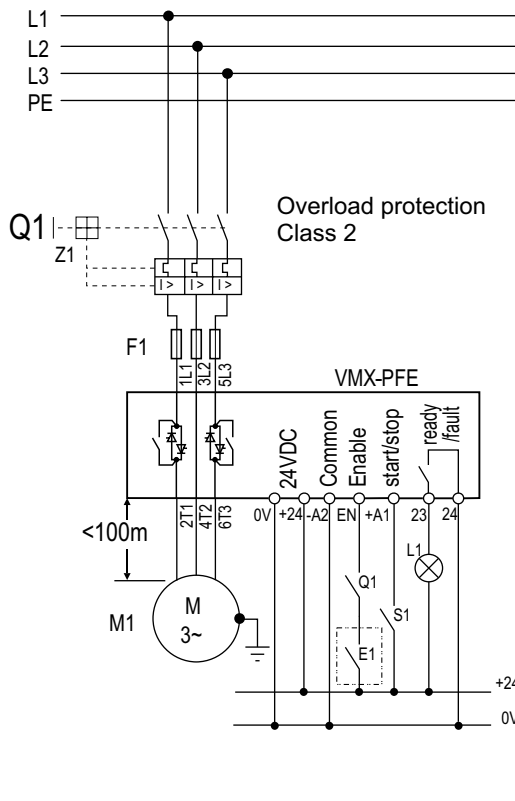 L1
L2
L3
PE
Overload protection
Class 2
Q1
Z1
I> I> I>
F1
1L1
3L2
5L3
VMX-PFE
24VDC
Common
Enable
start/stop
ready
/fault
0V +24 -A2 EN +A1 23 24
2T1
4T2
6T3
<100m
L1
Q1
S1
E1
M1
M
3~
+24
0V